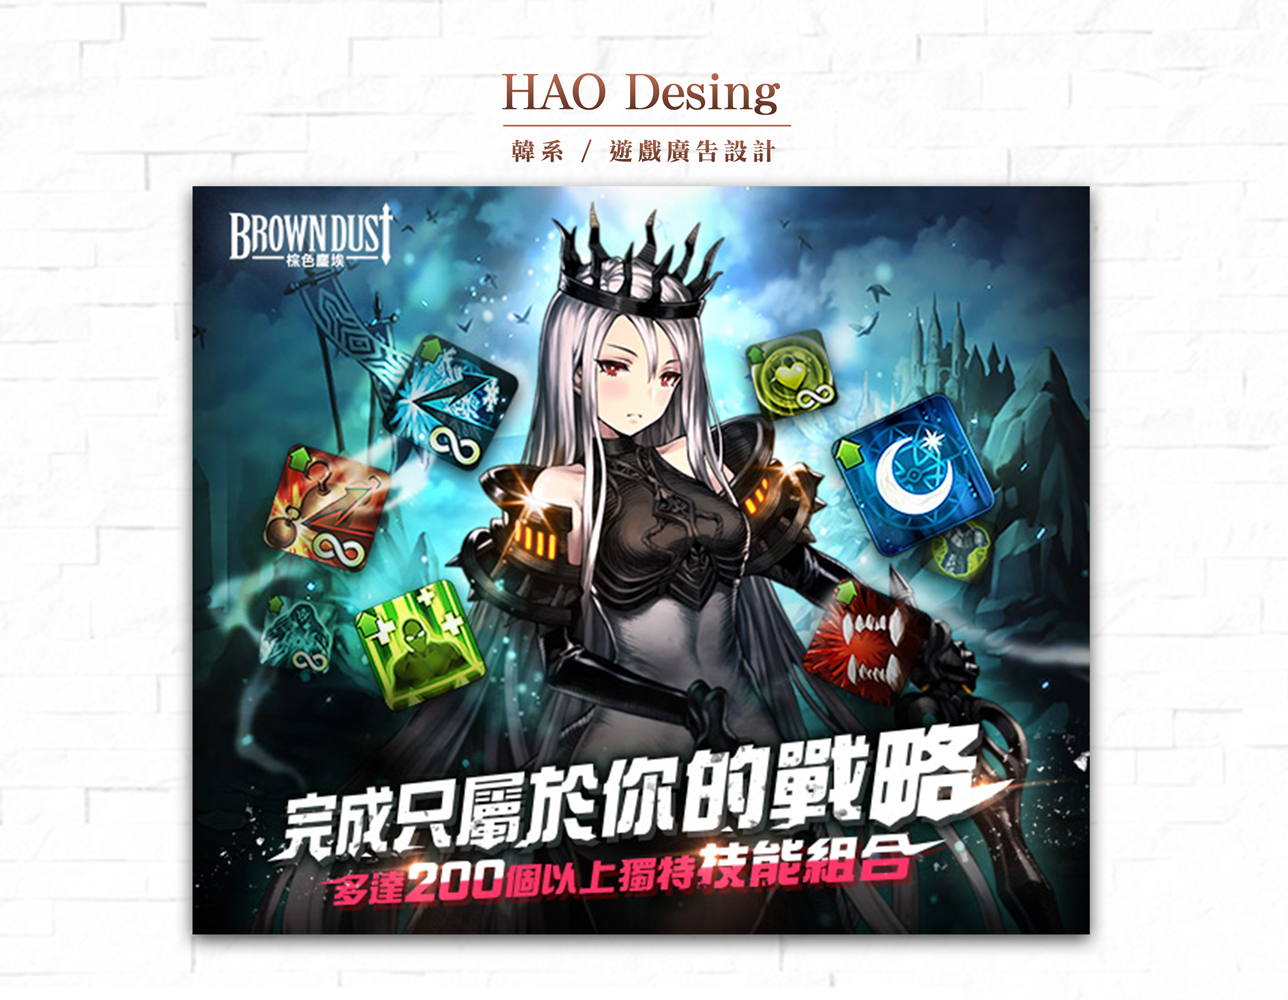 HAO Desing
韓系 / 遊戲廣告設計
BROWN DUST
棕色塵埃
完成只屬於你的戰略
多達200個以上獨特技能組合